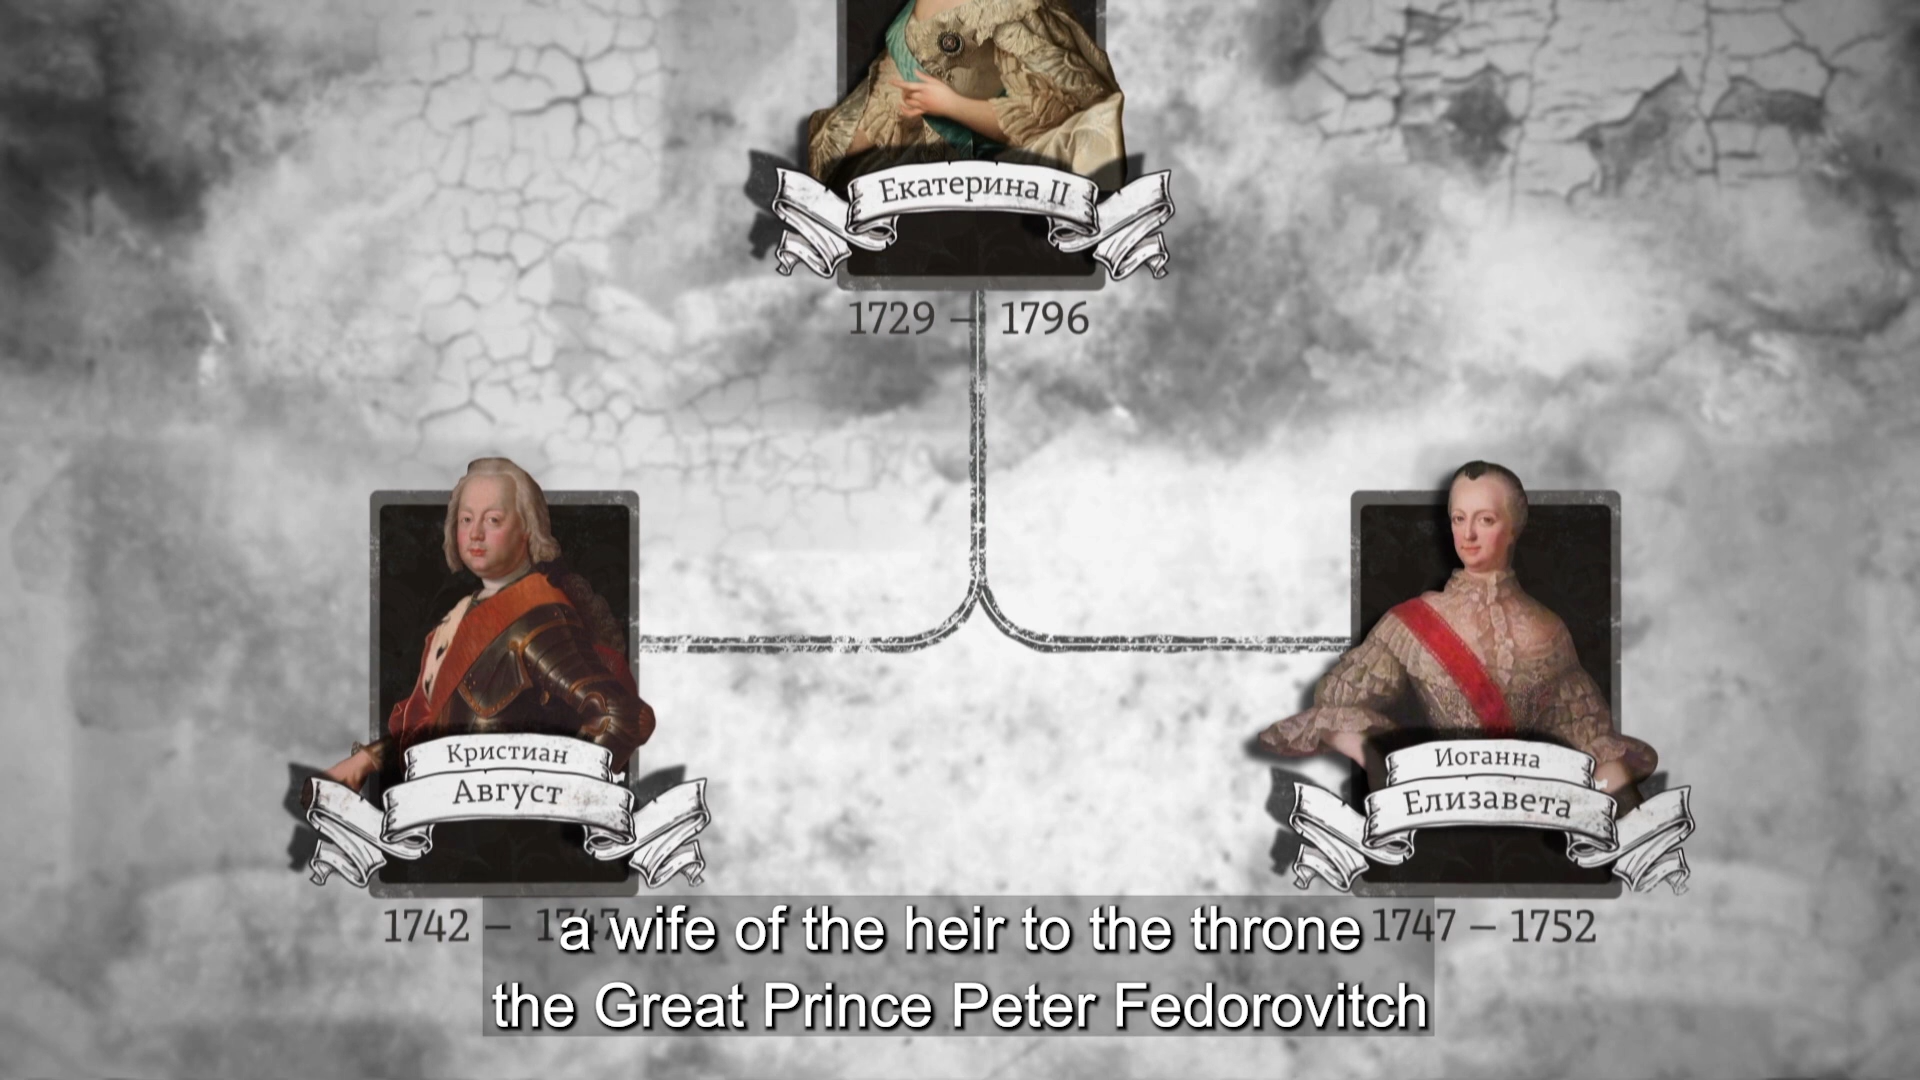 Екатерина II
1729 – 1796
Кристиан
Август
Иоганна
Елизавета
1742 – 1747
1747 – 1752
a wife of the heir to the throne
the Great Prince Peter Fedorovitch